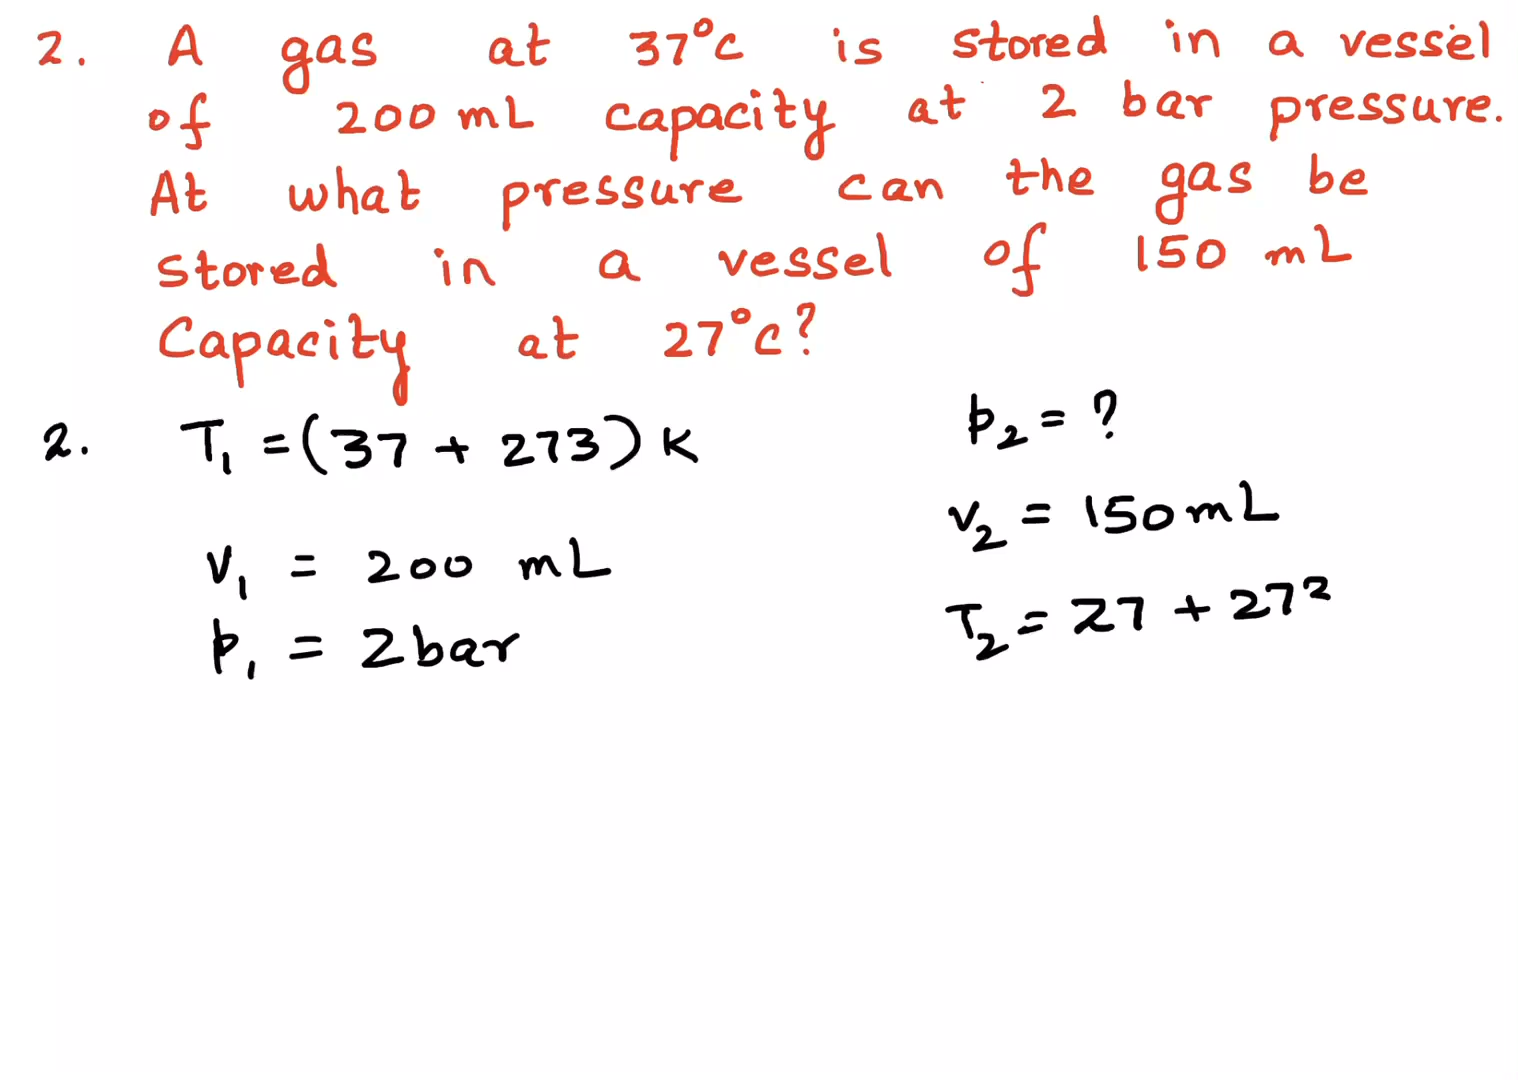 2. A gas at 37°C is stored in a vessel
of 200 mL capacity at 2 bar pressure.
At what pressure can the gas be
stored in a vessel of 150 mL
Capacity at 27°C?
2. T₁ = (37 + 273) K
p₂ = ?
V₁ = 200 mL
V₂ = 150 mL
p₁ = 2 bar
T₂ = 27 + 272